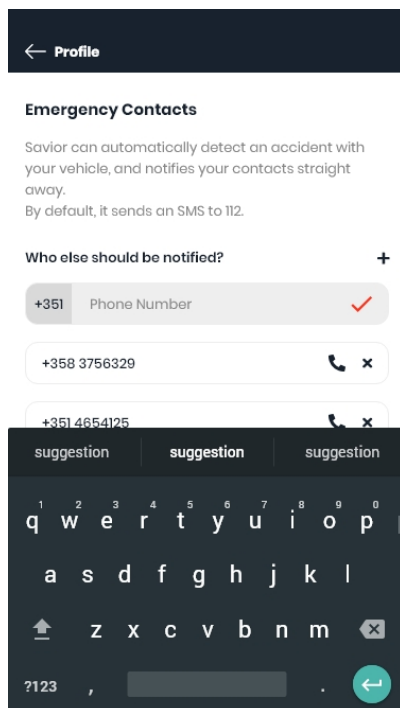 Profile
Emergency Contacts
Savior can automatically detect an accident with
your vehicle, and notifies your contacts straight
away.
By default, it sends an SMS to 112.
Who else should be notified? +
+351 Phone Number
+358 3756329
+351 4654125
suggestion suggestion suggestion
1 2 3 4 5 6 7 8 9 0
q w e r t y u i o p
a s d f g h j k l
z x c v b n m
?123 , .